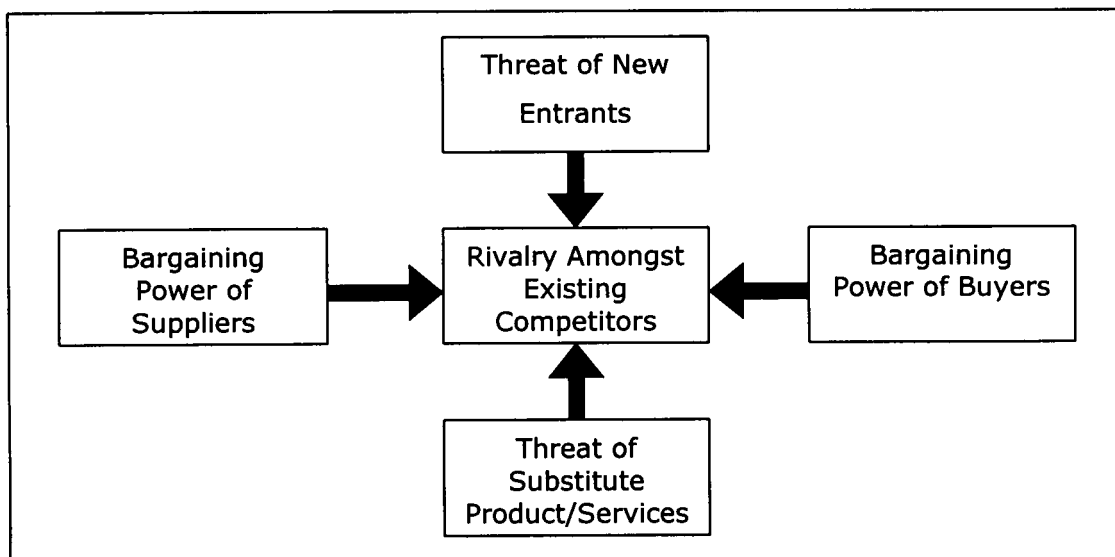 Threat of New
Entrants
Bargaining
Power of
Suppliers
Rivalry Amongst
Existing
Competitors
Bargaining
Power of Buyers
Threat of
Substitute
Product/Services